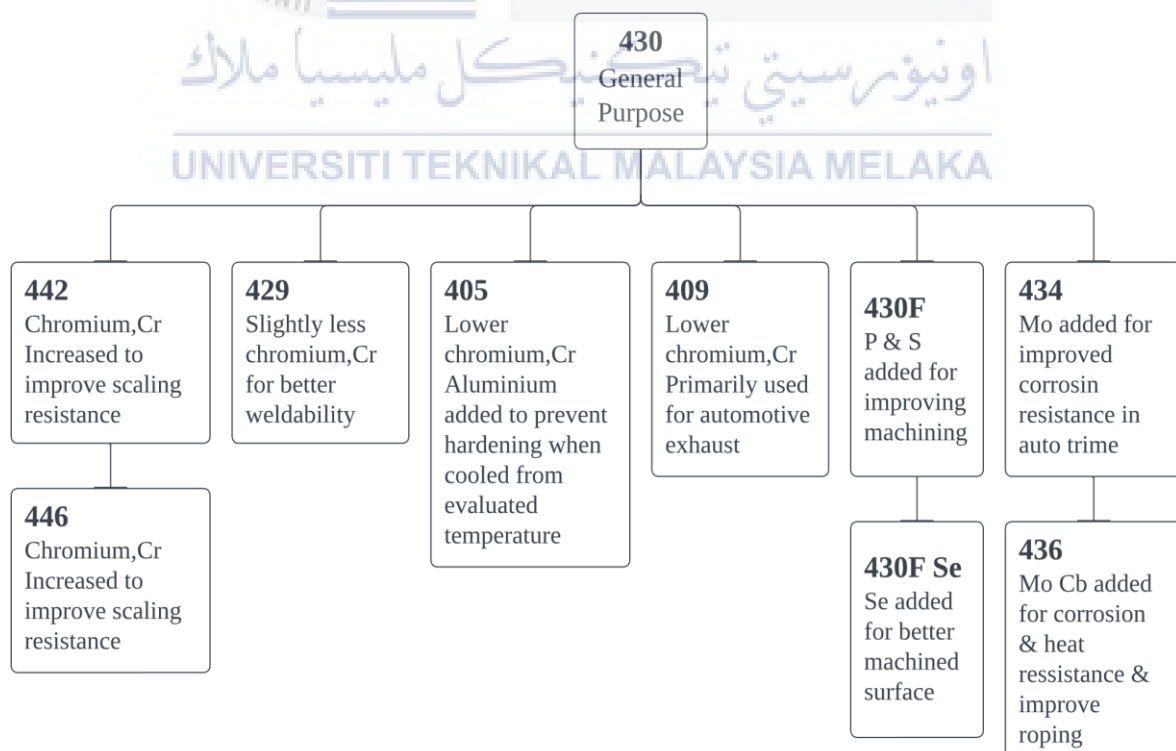 430
General
Purpose
اونيۏرسيتي تيكنيكل مليسيا ملاك
UNIVERSITI TEKNIKAL MALAYSIA MELAKA
442
Chromium,Cr
Increased to
improve scaling
resistance
429
Slightly less
chromium,Cr
for better
weldability
405
Lower
chromium,Cr
Aluminium
added to prevent
hardening when
cooled from
evaluated
temperature
409
Lower
chromium,Cr
Primarily used
for automotive
exhaust
430F
P & S
added for
improving
machining
434
Mo added for
improved
corrosin
resistance in
auto trime
446
Chromium,Cr
Increased to
improve scaling
resistance
430F Se
Se added
for better
machined
surface
436
Mo Cb added
for corrosion
& heat
ressistance &
improve
roping